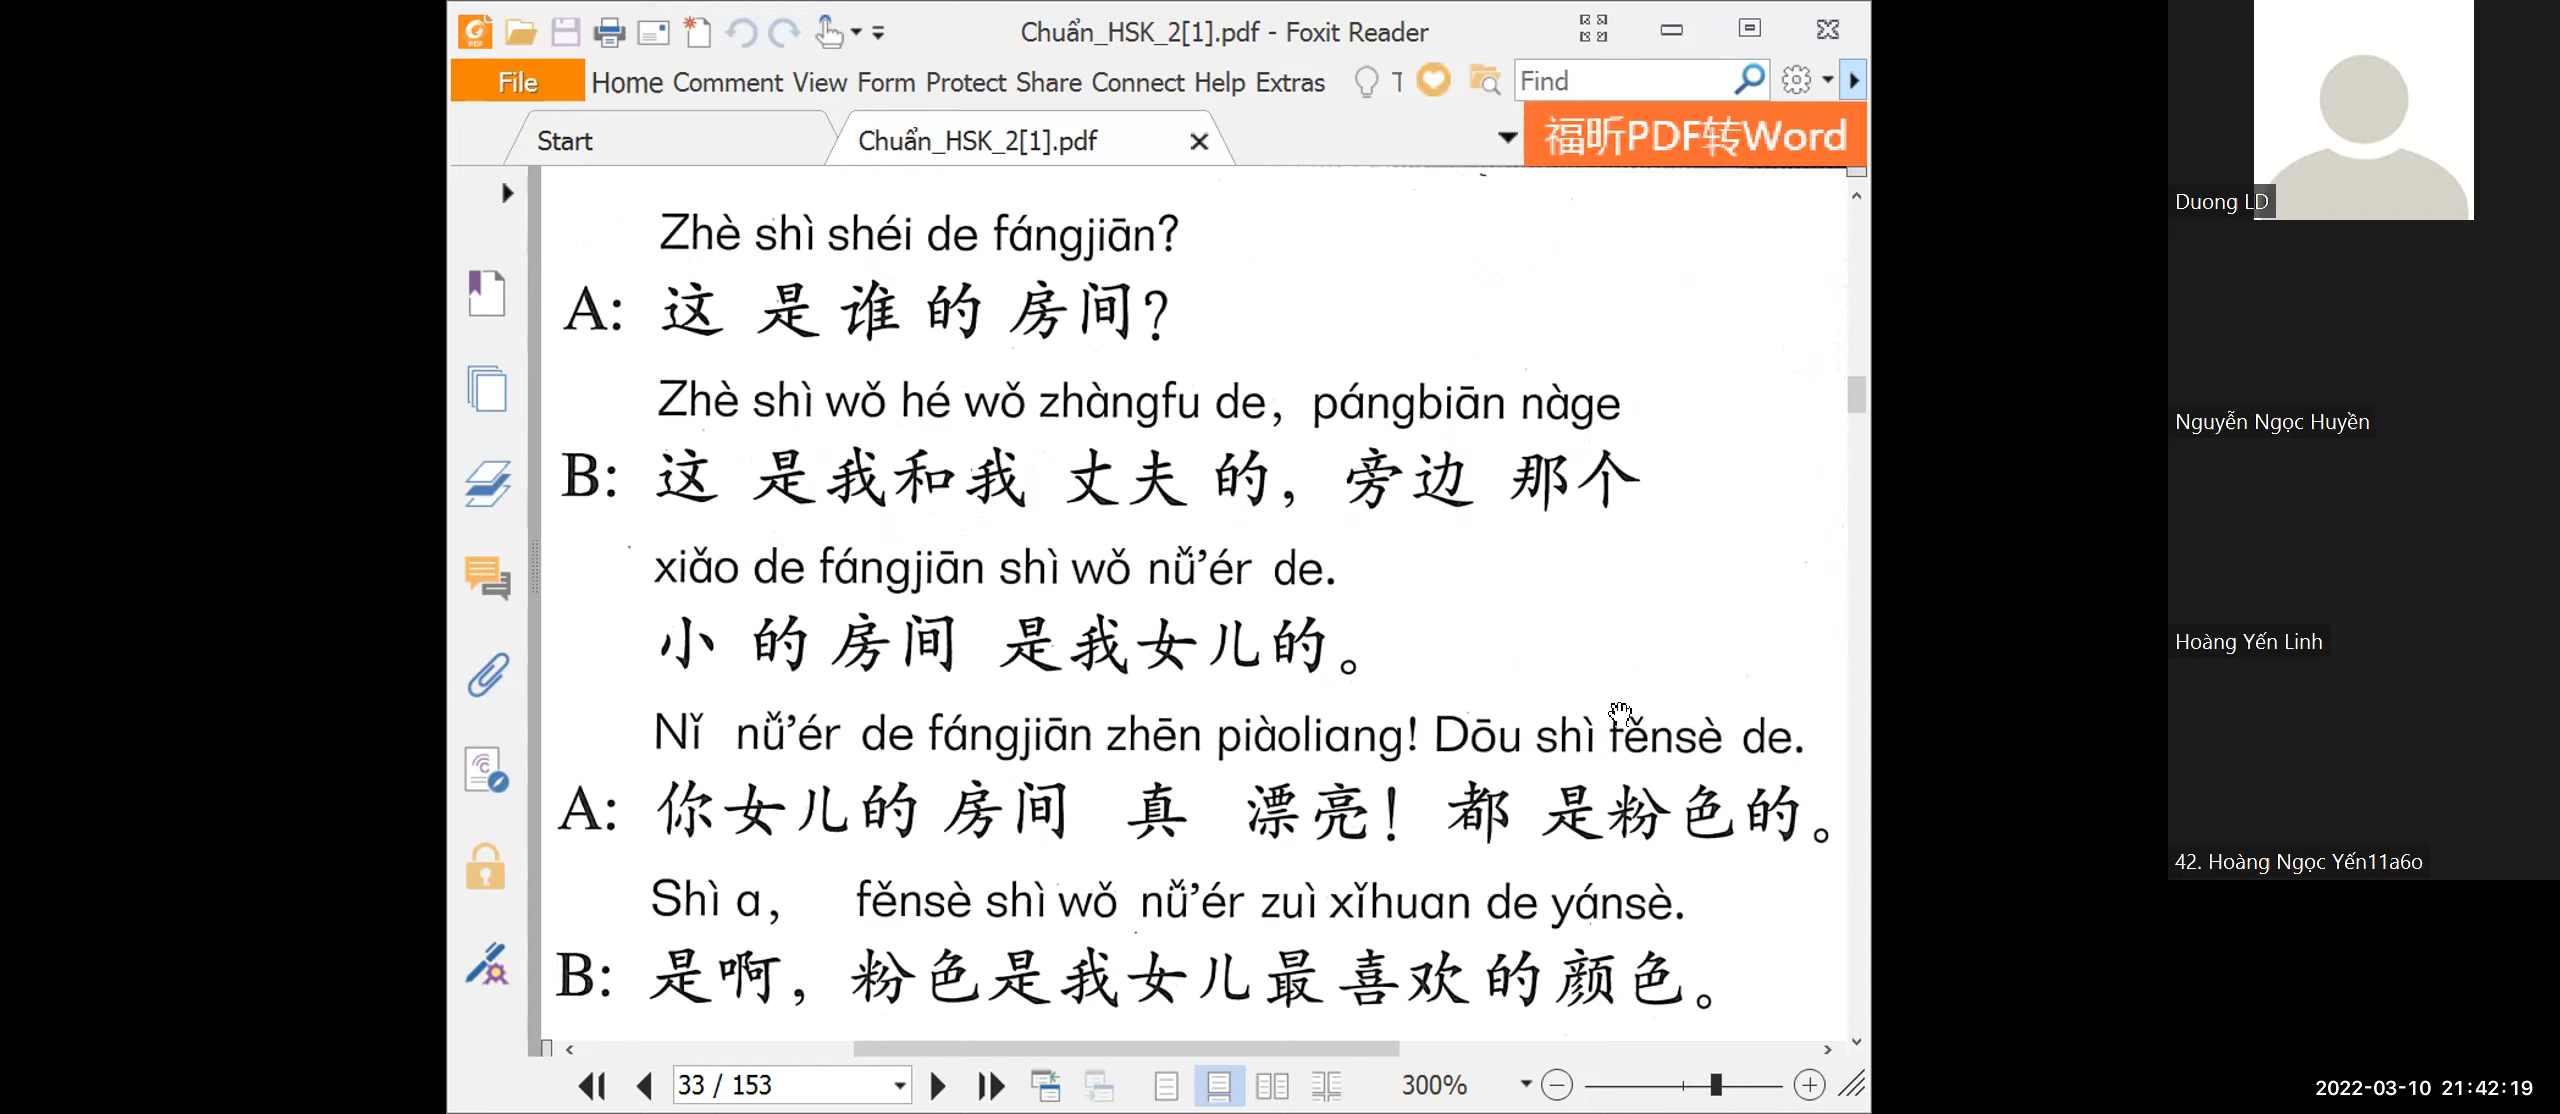 Chuẩn_HSK_2[1].pdf - Foxit Reader
File Home Comment View Form Protect Share Connect Help Extras T Find
Start Chuẩn_HSK_2[1].pdf 福昕PDF转Word
Zhè shì shéi de fángjiān?
A: 这是谁的房间?
Zhè shì wǒ hé wǒ zhàngfu de, pángbiān nàge
B: 这是我和我丈夫的, 旁边那个
xiǎo de fángjiān shì wǒ nǚ’ér de.
小的房间是我女儿的。
Nǐ nǚ’ér de fángjiān zhēn piàoliang! Dōu shì fěnsè de.
A: 你女儿的房间真漂亮! 都是粉色的。
Shì a, fěnsè shì wǒ nǚ’ér zuì xǐhuan de yánsè.
B: 是啊, 粉色是我女儿最喜欢的颜色。
33 / 153 300%
Duong LD
Nguyễn Ngọc Huyền
Hoàng Yến Linh
42. Hoàng Ngọc Yến11a6o
2022-03-10 21:42:19